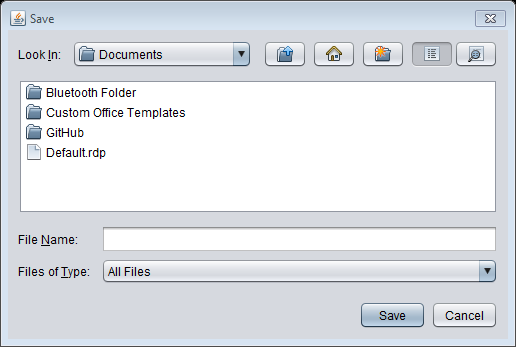 Save
Look In: Documents
Bluetooth Folder
Custom Office Templates
GitHub
Default.rdp
File Name:
Files of Type: All Files
Save Cancel